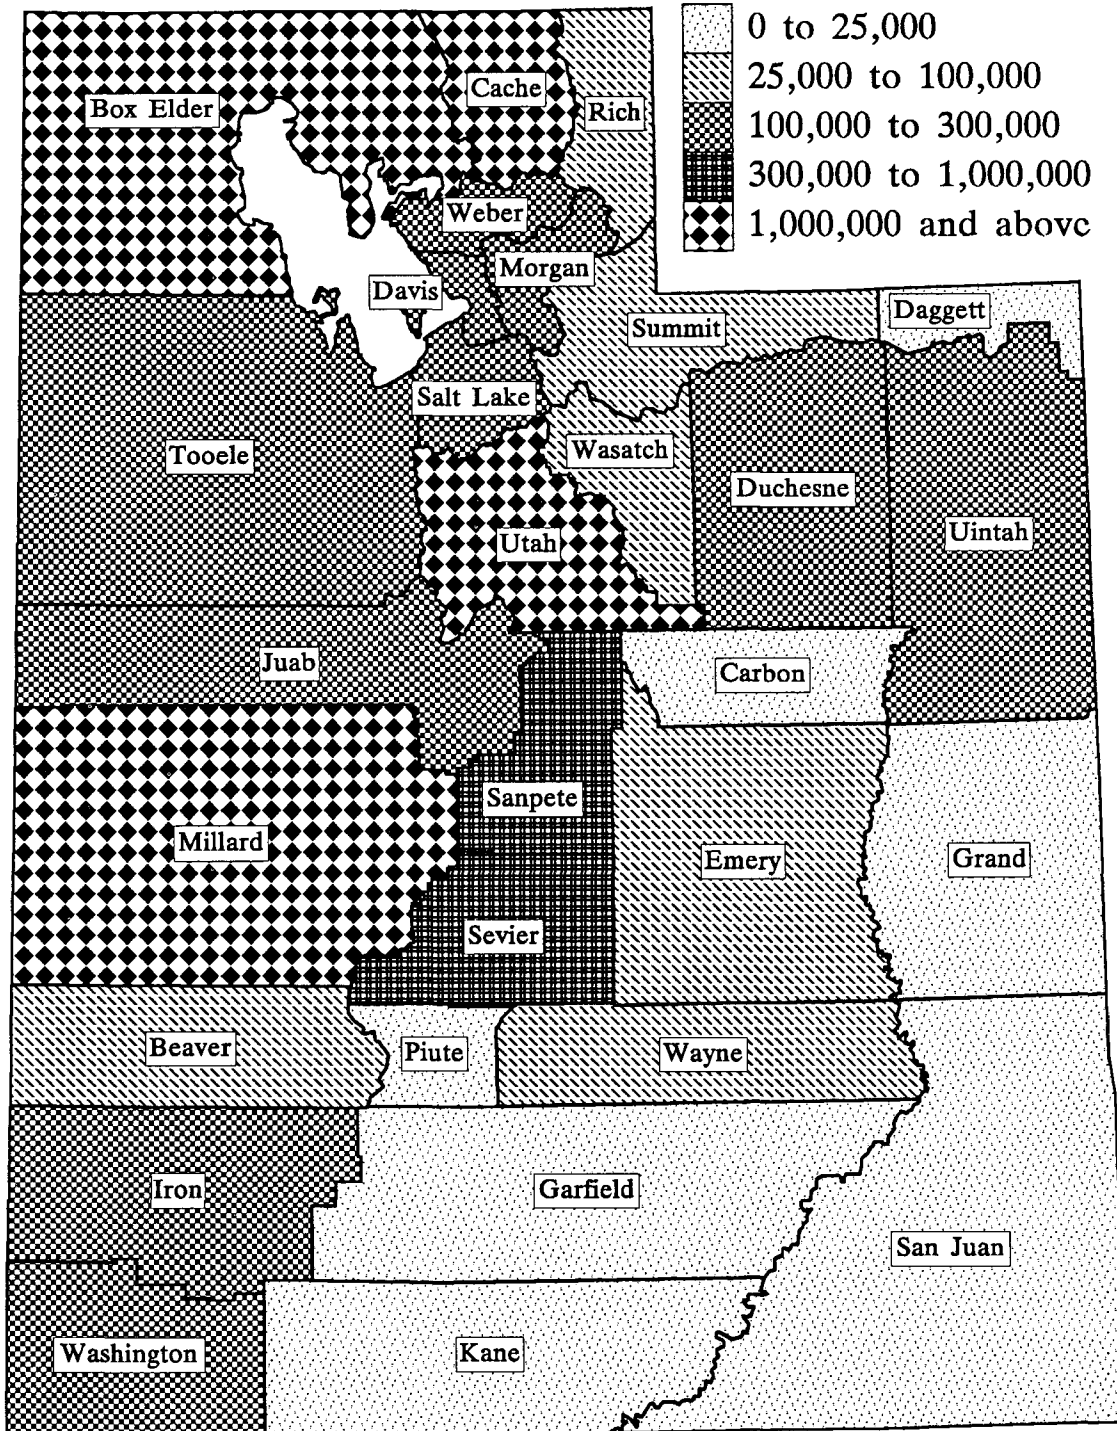 0 to 25,000
25,000 to 100,000
100,000 to 300,000
300,000 to 1,000,000
1,000,000 and above
Box Elder
Cache
Rich
Weber
Morgan
Davis
Summit
Daggett
Salt Lake
Tooele
Wasatch
Duchesne
Uintah
Utah
Juab
Carbon
Sanpete
Millard
Emery
Grand
Sevier
Beaver
Piute
Wayne
Iron
Garfield
San Juan
Washington
Kane